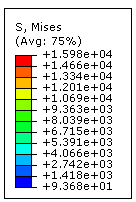 S, Mises
(Avg: 75%)
+1.598e+04
+1.466e+04
+1.334e+04
+1.201e+04
+1.069e+04
+9.363e+03
+8.039e+03
+6.715e+03
+5.391e+03
+4.066e+03
+2.742e+03
+1.418e+03
+9.368e+01